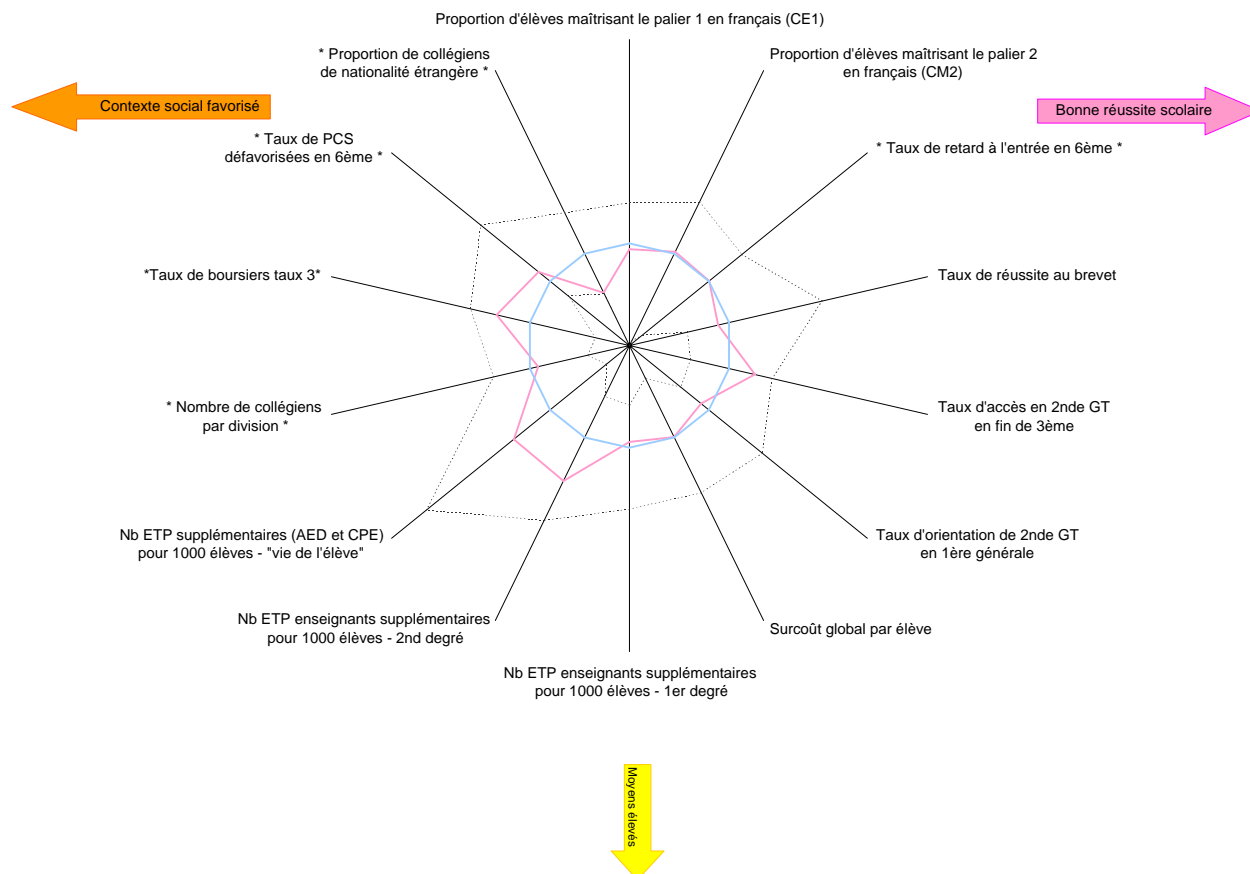 Proportion d'élèves maîtrisant le palier 1 en français (CE1)
* Proportion de collégiens
de nationalité étrangère *
Proportion d'élèves maîtrisant le palier 2
en français (CM2)
Contexte social favorisé
Bonne réussite scolaire
* Taux de PCS
défavorisées en 6ème *
* Taux de retard à l'entrée en 6ème *
*Taux de boursiers taux 3*
Taux de réussite au brevet
* Nombre de collégiens
par division *
Taux d'accès en 2nde GT
en fin de 3ème
Nb ETP supplémentaires (AED et CPE)
pour 1000 élèves - "vie de l'élève"
Taux d'orientation de 2nde GT
en 1ère générale
Nb ETP enseignants supplémentaires
pour 1000 élèves - 2nd degré
Surcoût global par élève
Nb ETP enseignants supplémentaires
pour 1000 élèves - 1er degré
Moyens élevés